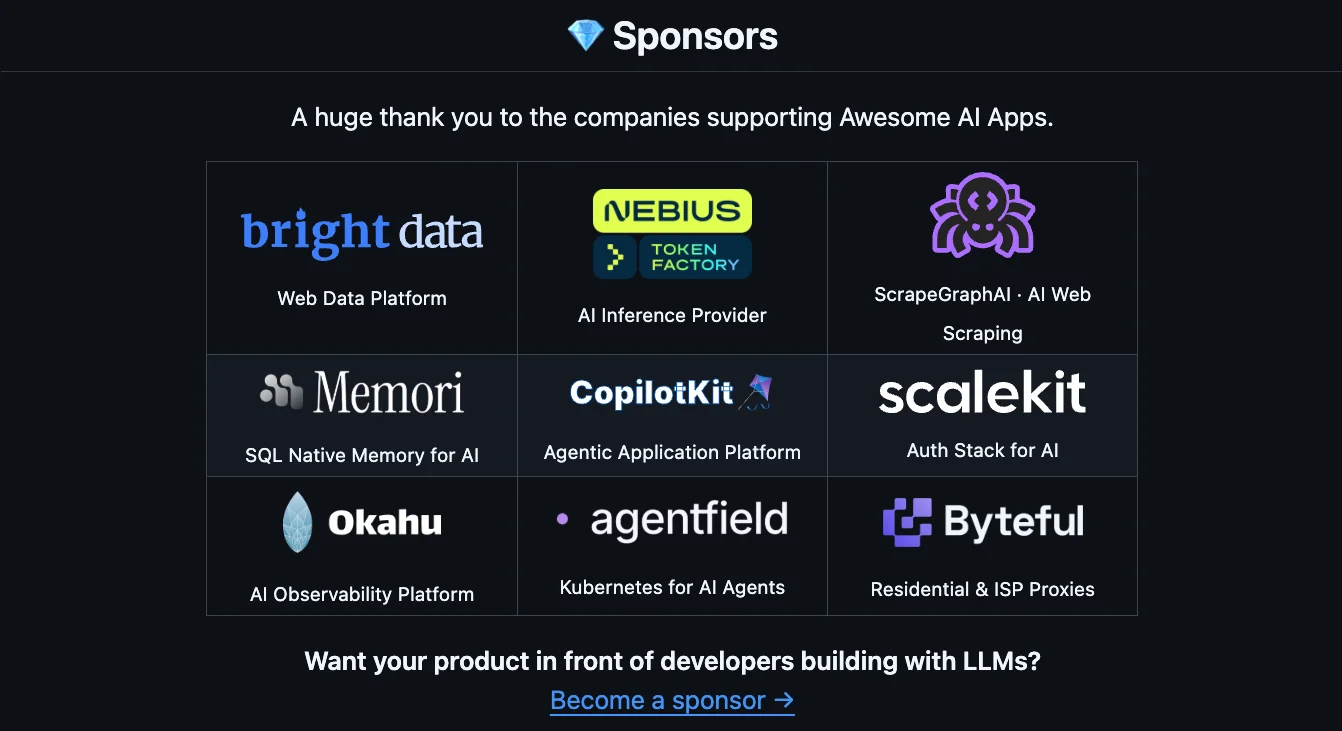 💎 Sponsors
A huge thank you to the companies supporting Awesome AI Apps.
bright data
Web Data Platform
NEBIUS
TOKEN
FACTORY
AI Inference Provider
ScrapeGraphAI · AI Web
Scraping
Memori
SQL Native Memory for AI
CopilotKit
Agentic Application Platform
scalekit
Auth Stack for AI
Okahu
AI Observability Platform
agentfield
Kubernetes for AI Agents
Byteful
Residential & ISP Proxies
Want your product in front of developers building with LLMs?
Become a sponsor →